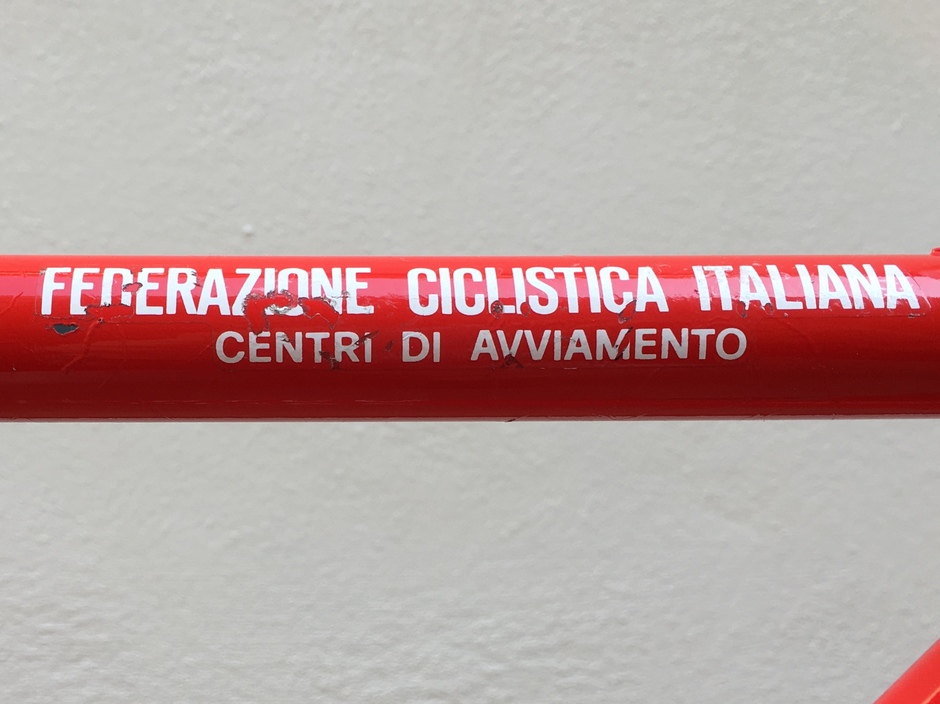 FEDERAZIONE CICLISTICA ITALIANA
CENTRI DI AVVIAMENTO